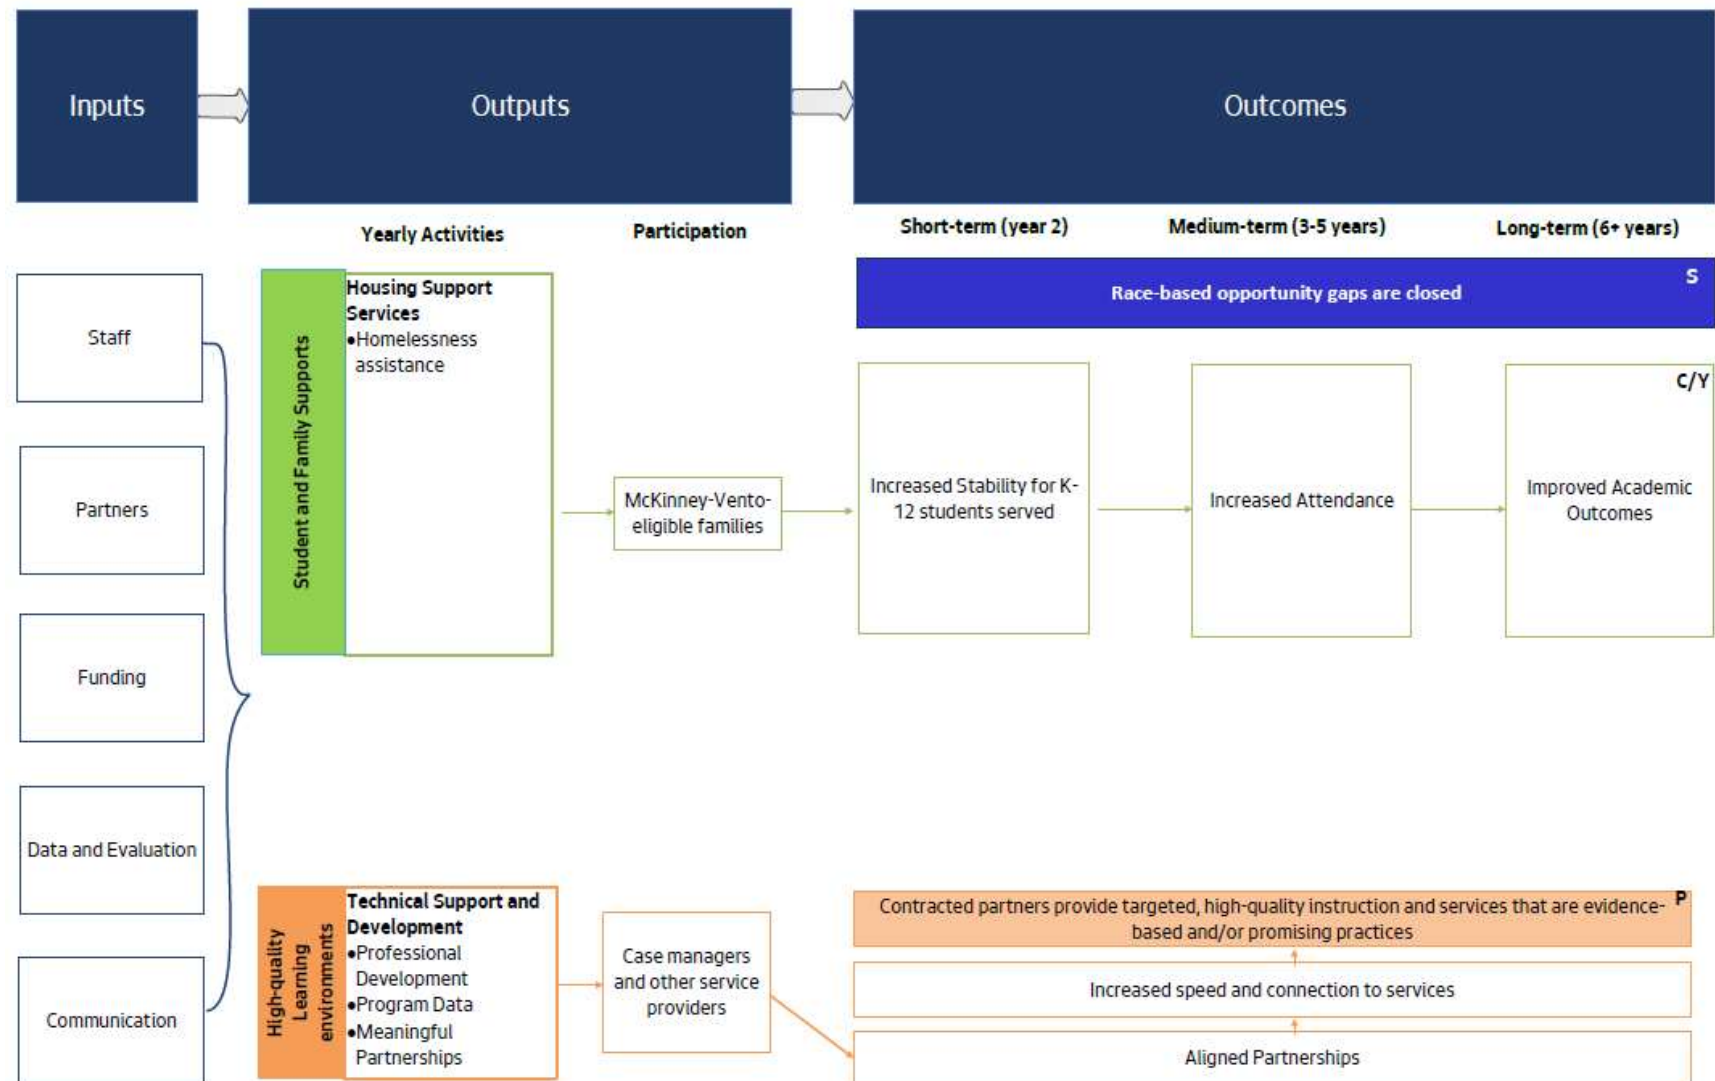 Inputs
Outputs
Outcomes
Yearly Activities
Participation
Short-term (year 2)
Medium-term (3-5 years)
Long-term (6+ years)
Staff
Partners
Funding
Data and Evaluation
Communication
Student and Family Supports
Housing Support
Services
●Homelessness
assistance
McKinney-Vento-
eligible families
S
Race-based opportunity gaps are closed
Increased Stability for K-
12 students served
Increased Attendance
C/Y
Improved Academic
Outcomes
High-quality
Learning
environments
Technical Support and
Development
●Professional
Development
●Program Data
●Meaningful
Partnerships
Case managers
and other service
providers
P
Contracted partners provide targeted, high-quality instruction and services that are evidence-
based and/or promising practices
Increased speed and connection to services
Aligned Partnerships